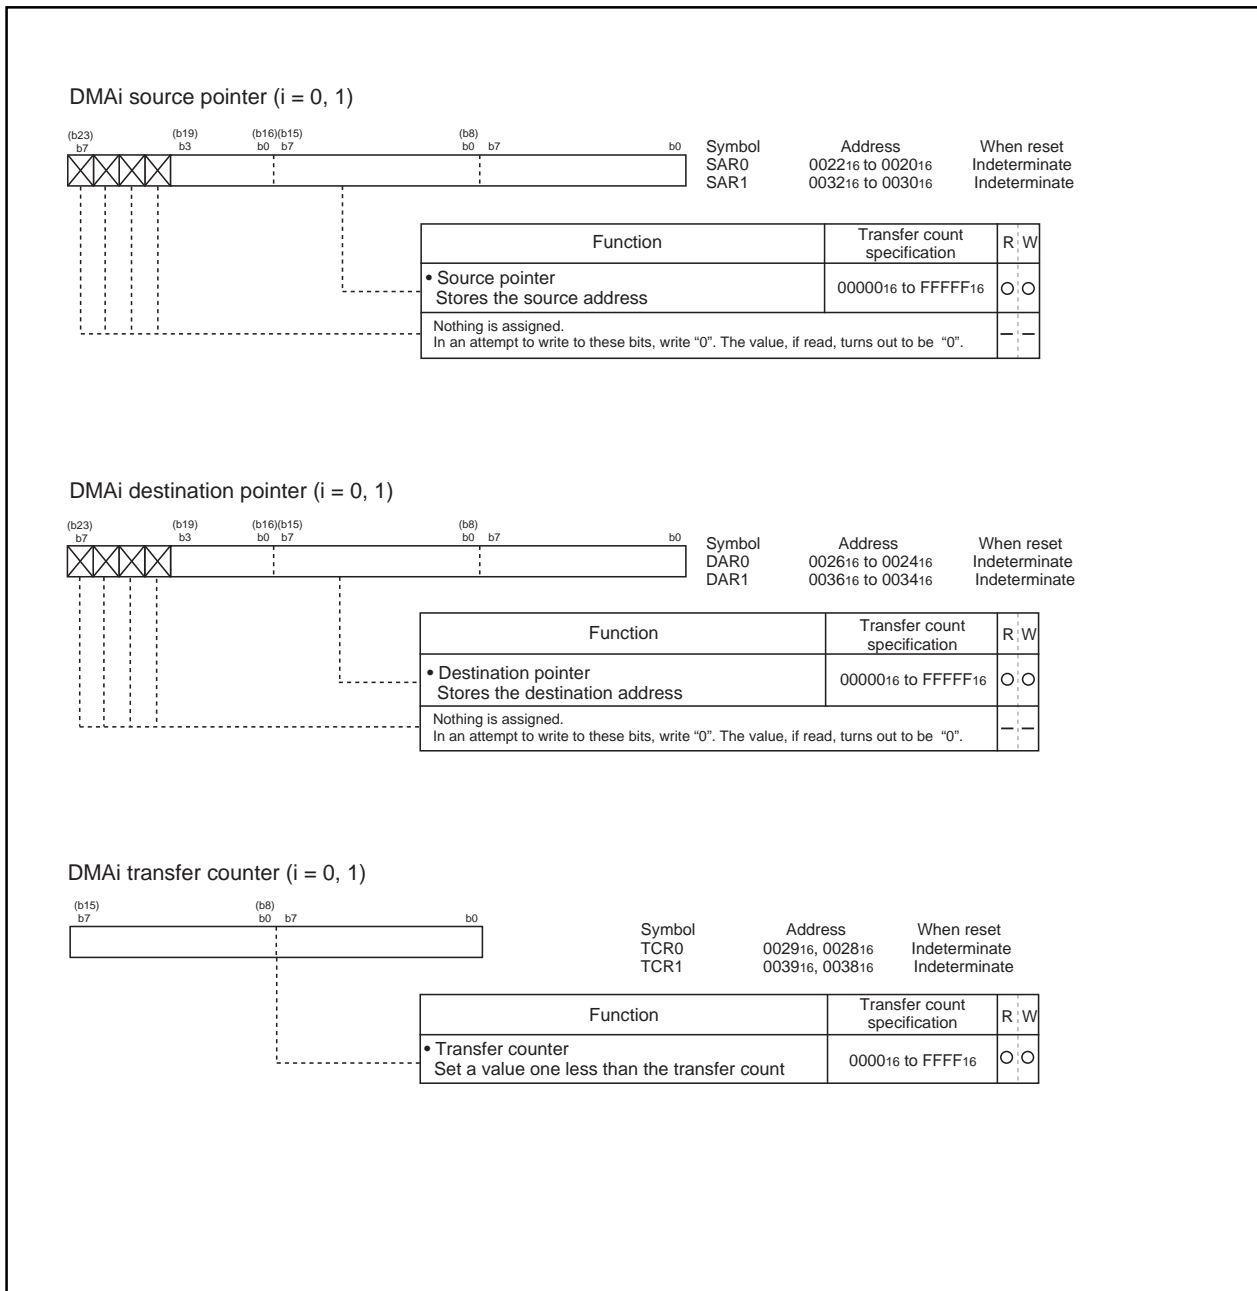 DMAi source pointer (i = 0, 1)
(b23) (b19) (b16)(b15) (b8)
b7 b3 b0 b7 b0 b7 b0
Symbol Address When reset
SAR0 002216 to 002016 Indeterminate
SAR1 003216 to 003016 Indeterminate
Function Transfer count specification R W
• Source pointer
Stores the source address
0000016 to FFFFF16
Nothing is assigned.
In an attempt to write to these bits, write “0”. The value, if read, turns out to be “0”.
DMAi destination pointer (i = 0, 1)
(b23) (b19) (b16)(b15) (b8)
b7 b3 b0 b7 b0 b7 b0
Symbol Address When reset
DAR0 002616 to 002416 Indeterminate
DAR1 003616 to 003416 Indeterminate
Function Transfer count specification R W
• Destination pointer
Stores the destination address
0000016 to FFFFF16
Nothing is assigned.
In an attempt to write to these bits, write “0”. The value, if read, turns out to be “0”.
DMAi transfer counter (i = 0, 1)
(b15) (b8)
b7 b0 b7 b0
Symbol Address When reset
TCR0 002916, 002816 Indeterminate
TCR1 003916, 003816 Indeterminate
Function Transfer count specification R W
• Transfer counter
Set a value one less than the transfer count
000016 to FFFF16